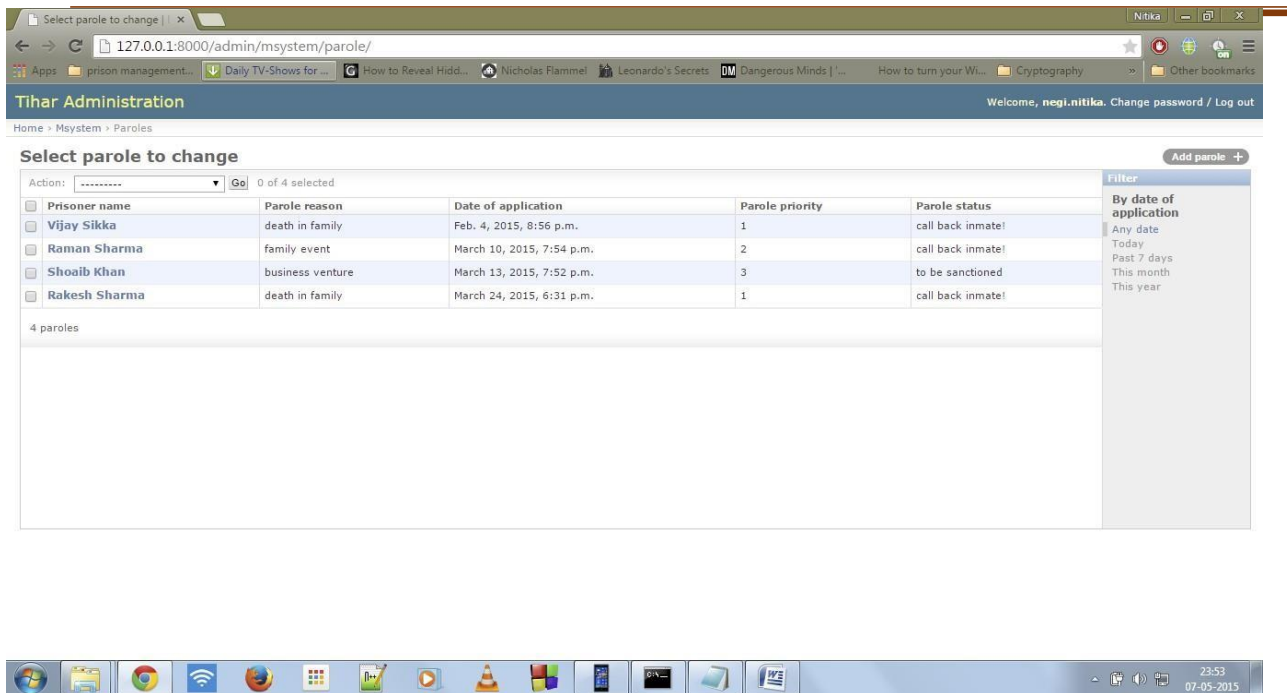 Select parole to change |
Nitika
127.0.0.1:8000/admin/msystem/parole/
Apps prison management... Daily TV-Shows for ... How to Reveal Hidd... Nicholas Flammel Leonardo's Secrets DM Dangerous Minds | '... How to turn your Wi... Cryptography » Other bookmarks
Tihar Administration
Welcome, negi.nitika. Change password / Log out
Home › Msystem › Paroles
Select parole to change
Add parole +
Action: --------- Go 0 of 4 selected
Filter
Prisoner name Parole reason Date of application Parole priority Parole status
Vijay Sikka death in family Feb. 4, 2015, 8:56 p.m. 1 call back inmate!
Raman Sharma family event March 10, 2015, 7:54 p.m. 2 call back inmate!
Shoaib Khan business venture March 13, 2015, 7:52 p.m. 3 to be sanctioned
Rakesh Sharma death in family March 24, 2015, 6:31 p.m. 1 call back inmate!
4 paroles
By date of
application
Any date
Today
Past 7 days
This month
This year
23:53
07-05-2015